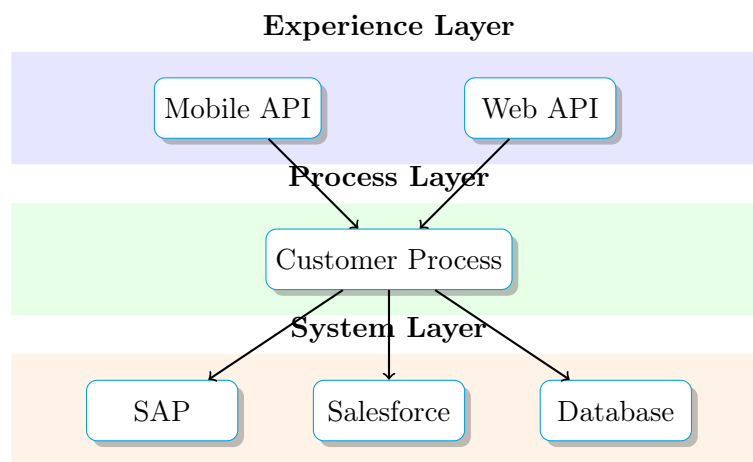 Experience Layer
Mobile API
Web API
Process Layer
Customer Process
System Layer
SAP
Salesforce
Database